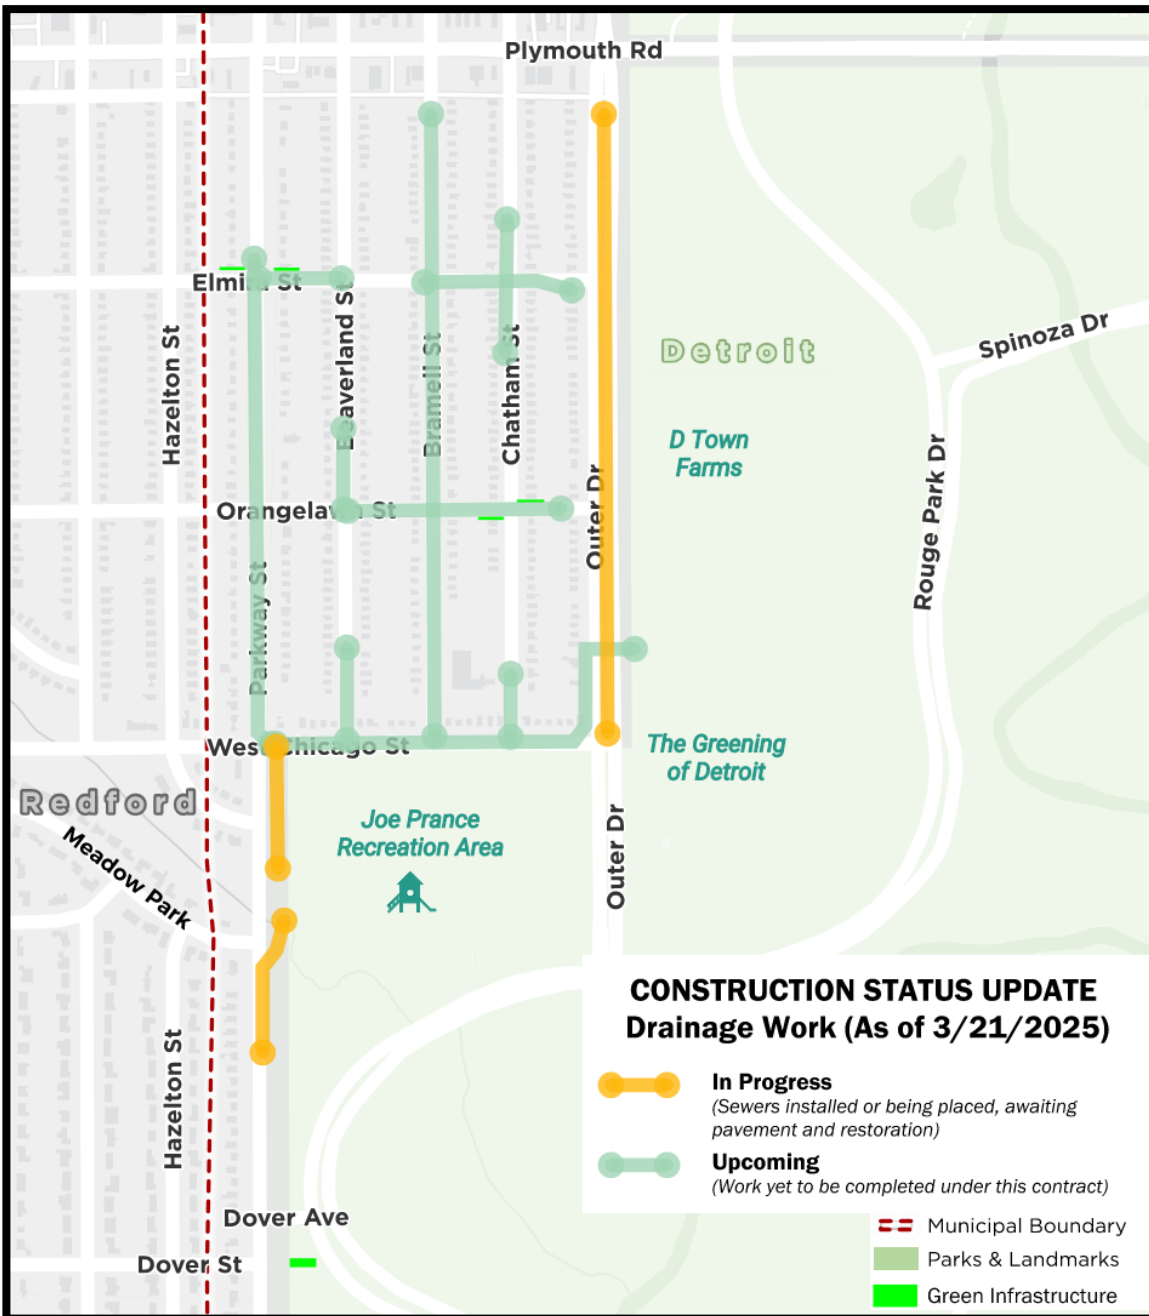 Plymouth Rd
Elmira St
Hazelton St
Beaverland St
Bramell St
Chatham St
Detroit
Spinoza Dr
D Town
Farms
Outer Dr
Rouge Park Dr
Orangelawn St
Parkway St
West Chicago St
The Greening
of Detroit
Redford
Meadow Park
Joe Prance
Recreation Area
Outer Dr
Hazelton St
Dover Ave
Dover St
CONSTRUCTION STATUS UPDATE
Drainage Work (As of 3/21/2025)
In Progress
(Sewers installed or being placed, awaiting
pavement and restoration)
Upcoming
(Work yet to be completed under this contract)
Municipal Boundary
Parks & Landmarks
Green Infrastructure